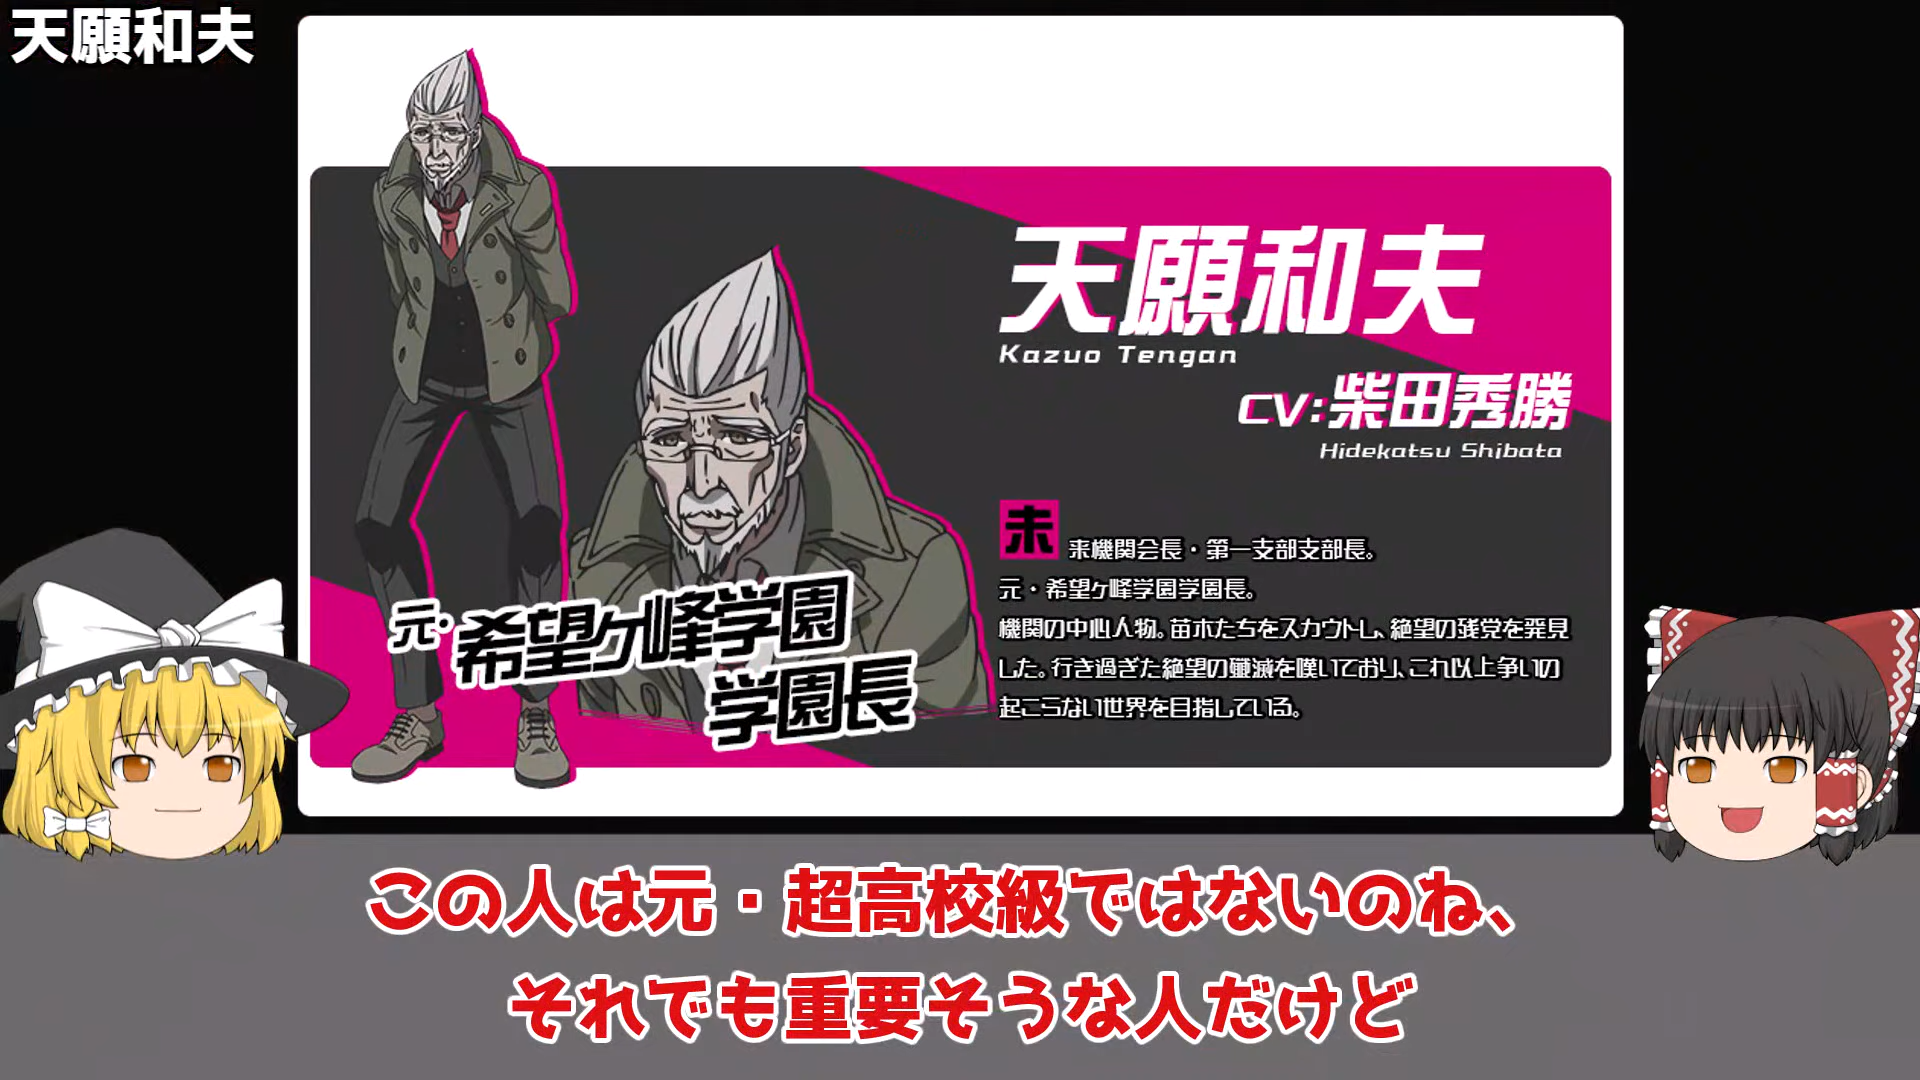 天願和夫
天願和夫
Kazuo Tengan
CV:柴田秀勝
Hidekatsu Shibata
未来機関会長・第一支部支部長。
元・希望ヶ峰学園学園長。
機関の中心人物。苗木たちをスカウトし、絶望の残党を発見
した。行き過ぎた絶望の殲滅を嘆いており、これ以上争いの
起こらない世界を目指している。
元・希望ヶ峰学園
学園長
この人は元・超高校級ではないのね、
それでも重要そうな人だけど